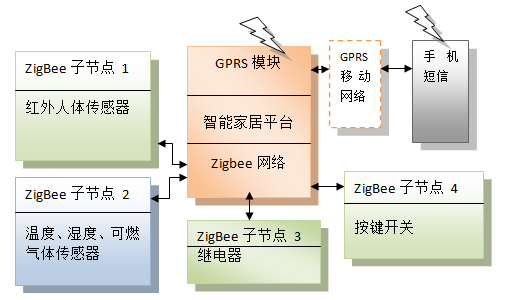 ZigBee 子节点 1
红外人体传感器
GPRS 模块
智能家居平台
Zigbee 网络
GPRS
移动
网络
手机
短信
ZigBee 子节点 2
温度、湿度、可燃
气体传感器
ZigBee 子节点 3
继电器
ZigBee 子节点 4
按键开关